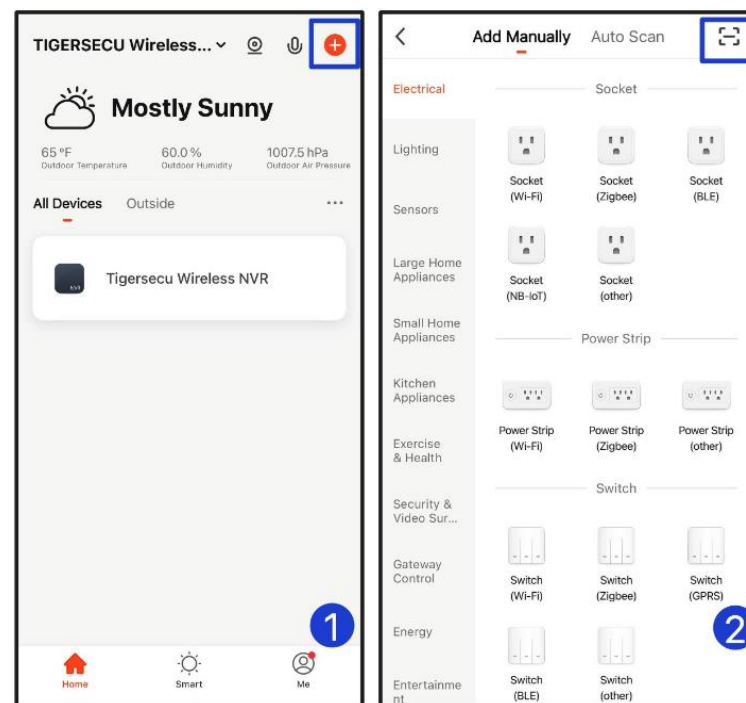 TIGERSECU Wireless...
Mostly Sunny
65 °F 60.0 % 1007.5 hPa
Outdoor Temperature Outdoor Humidity Outdoor Air Pressure
All Devices Outside ...
Tigersecu Wireless NVR
1
Home Smart Me
Add Manually Auto Scan
Electrical
Lighting
Sensors
Large Home
Appliances
Small Home
Appliances
Kitchen
Appliances
Exercise
& Health
Security &
Video Sur...
Gateway
Control
Energy
Entertainme
nt
Socket
Socket Socket Socket
(Wi-Fi) (Zigbee) (BLE)
Socket Socket
(NB-IoT) (other)
Power Strip
Power Strip Power Strip Power Strip
(Wi-Fi) (Zigbee) (other)
Switch
Switch Switch Switch
(Wi-Fi) (Zigbee) (GPRS)
2
Switch Switch
(BLE) (other)